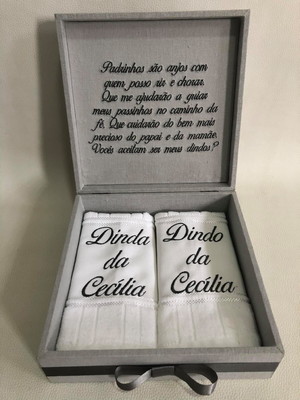 Padrinhos são anjos com
quem posso rir e chorar.
Que me ajudarão a guiar
meus passinhos no caminho da
fé. Que cuidarão do bem mais
precioso do papai e da mamãe.
Vocês aceitam ser meus dindos?
Dinda
da
Cecília
Dindo
da
Cecília